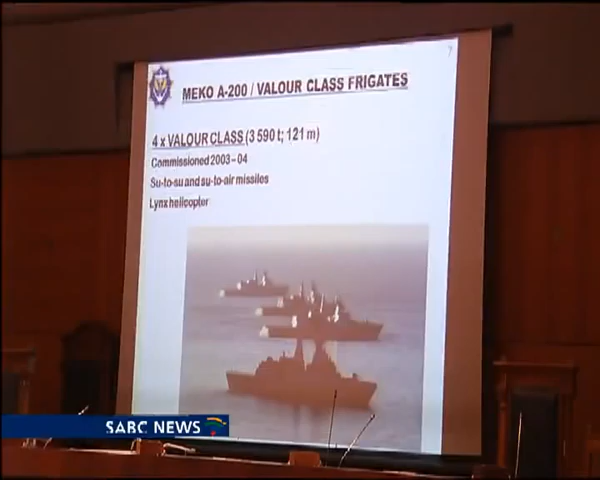 7
MEKO A-200 / VALOUR CLASS FRIGATES
4 x VALOUR CLASS (3 590 t; 121 m)
Commissioned 2003 – 04
Su-to-su and su-to-air missiles
Lynx helicopter
SABC NEWS